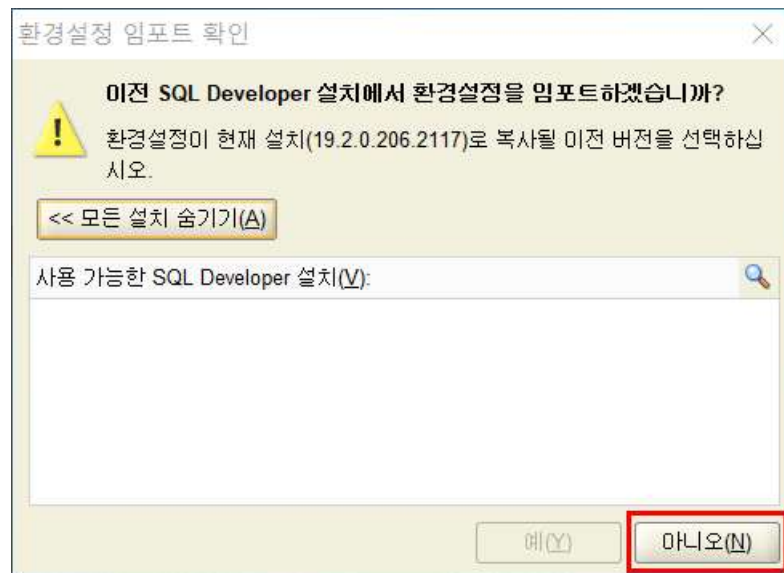 환경설정 임포트 확인
이전 SQL Developer 설치에서 환경설정을 임포트하겠습니까?
환경설정이 현재 설치(19.2.0.206.2117)로 복사될 이전 버전을 선택하십
시오.
<< 모든 설치 숨기기(A)
사용 가능한 SQL Developer 설치(V):
예(Y)
아니오(N)